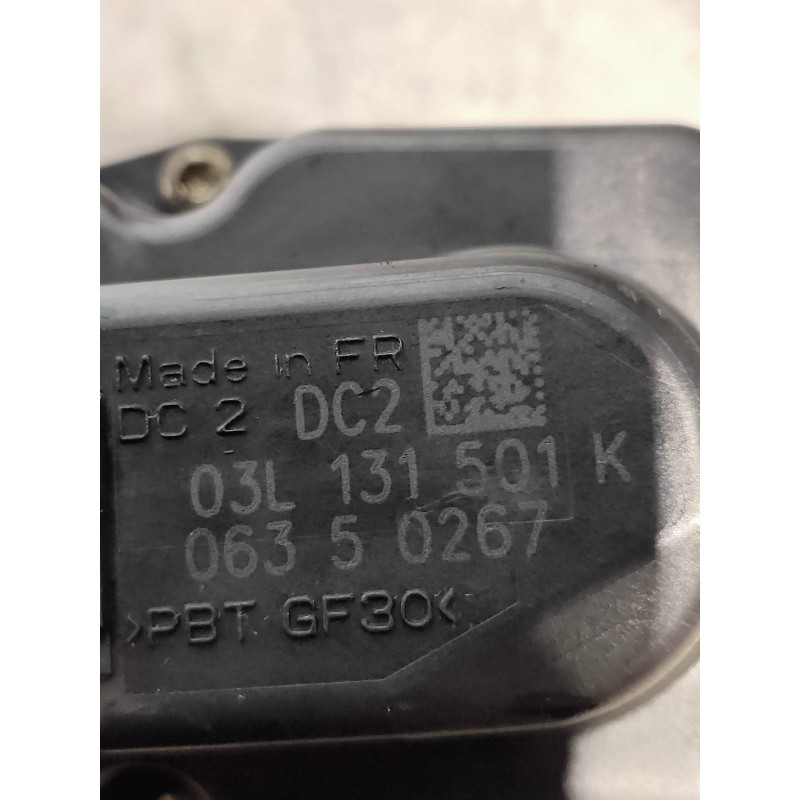 Made in FR
DC 2 DC2
03L 131 501 K
063 5 0267
>PBT GF30<